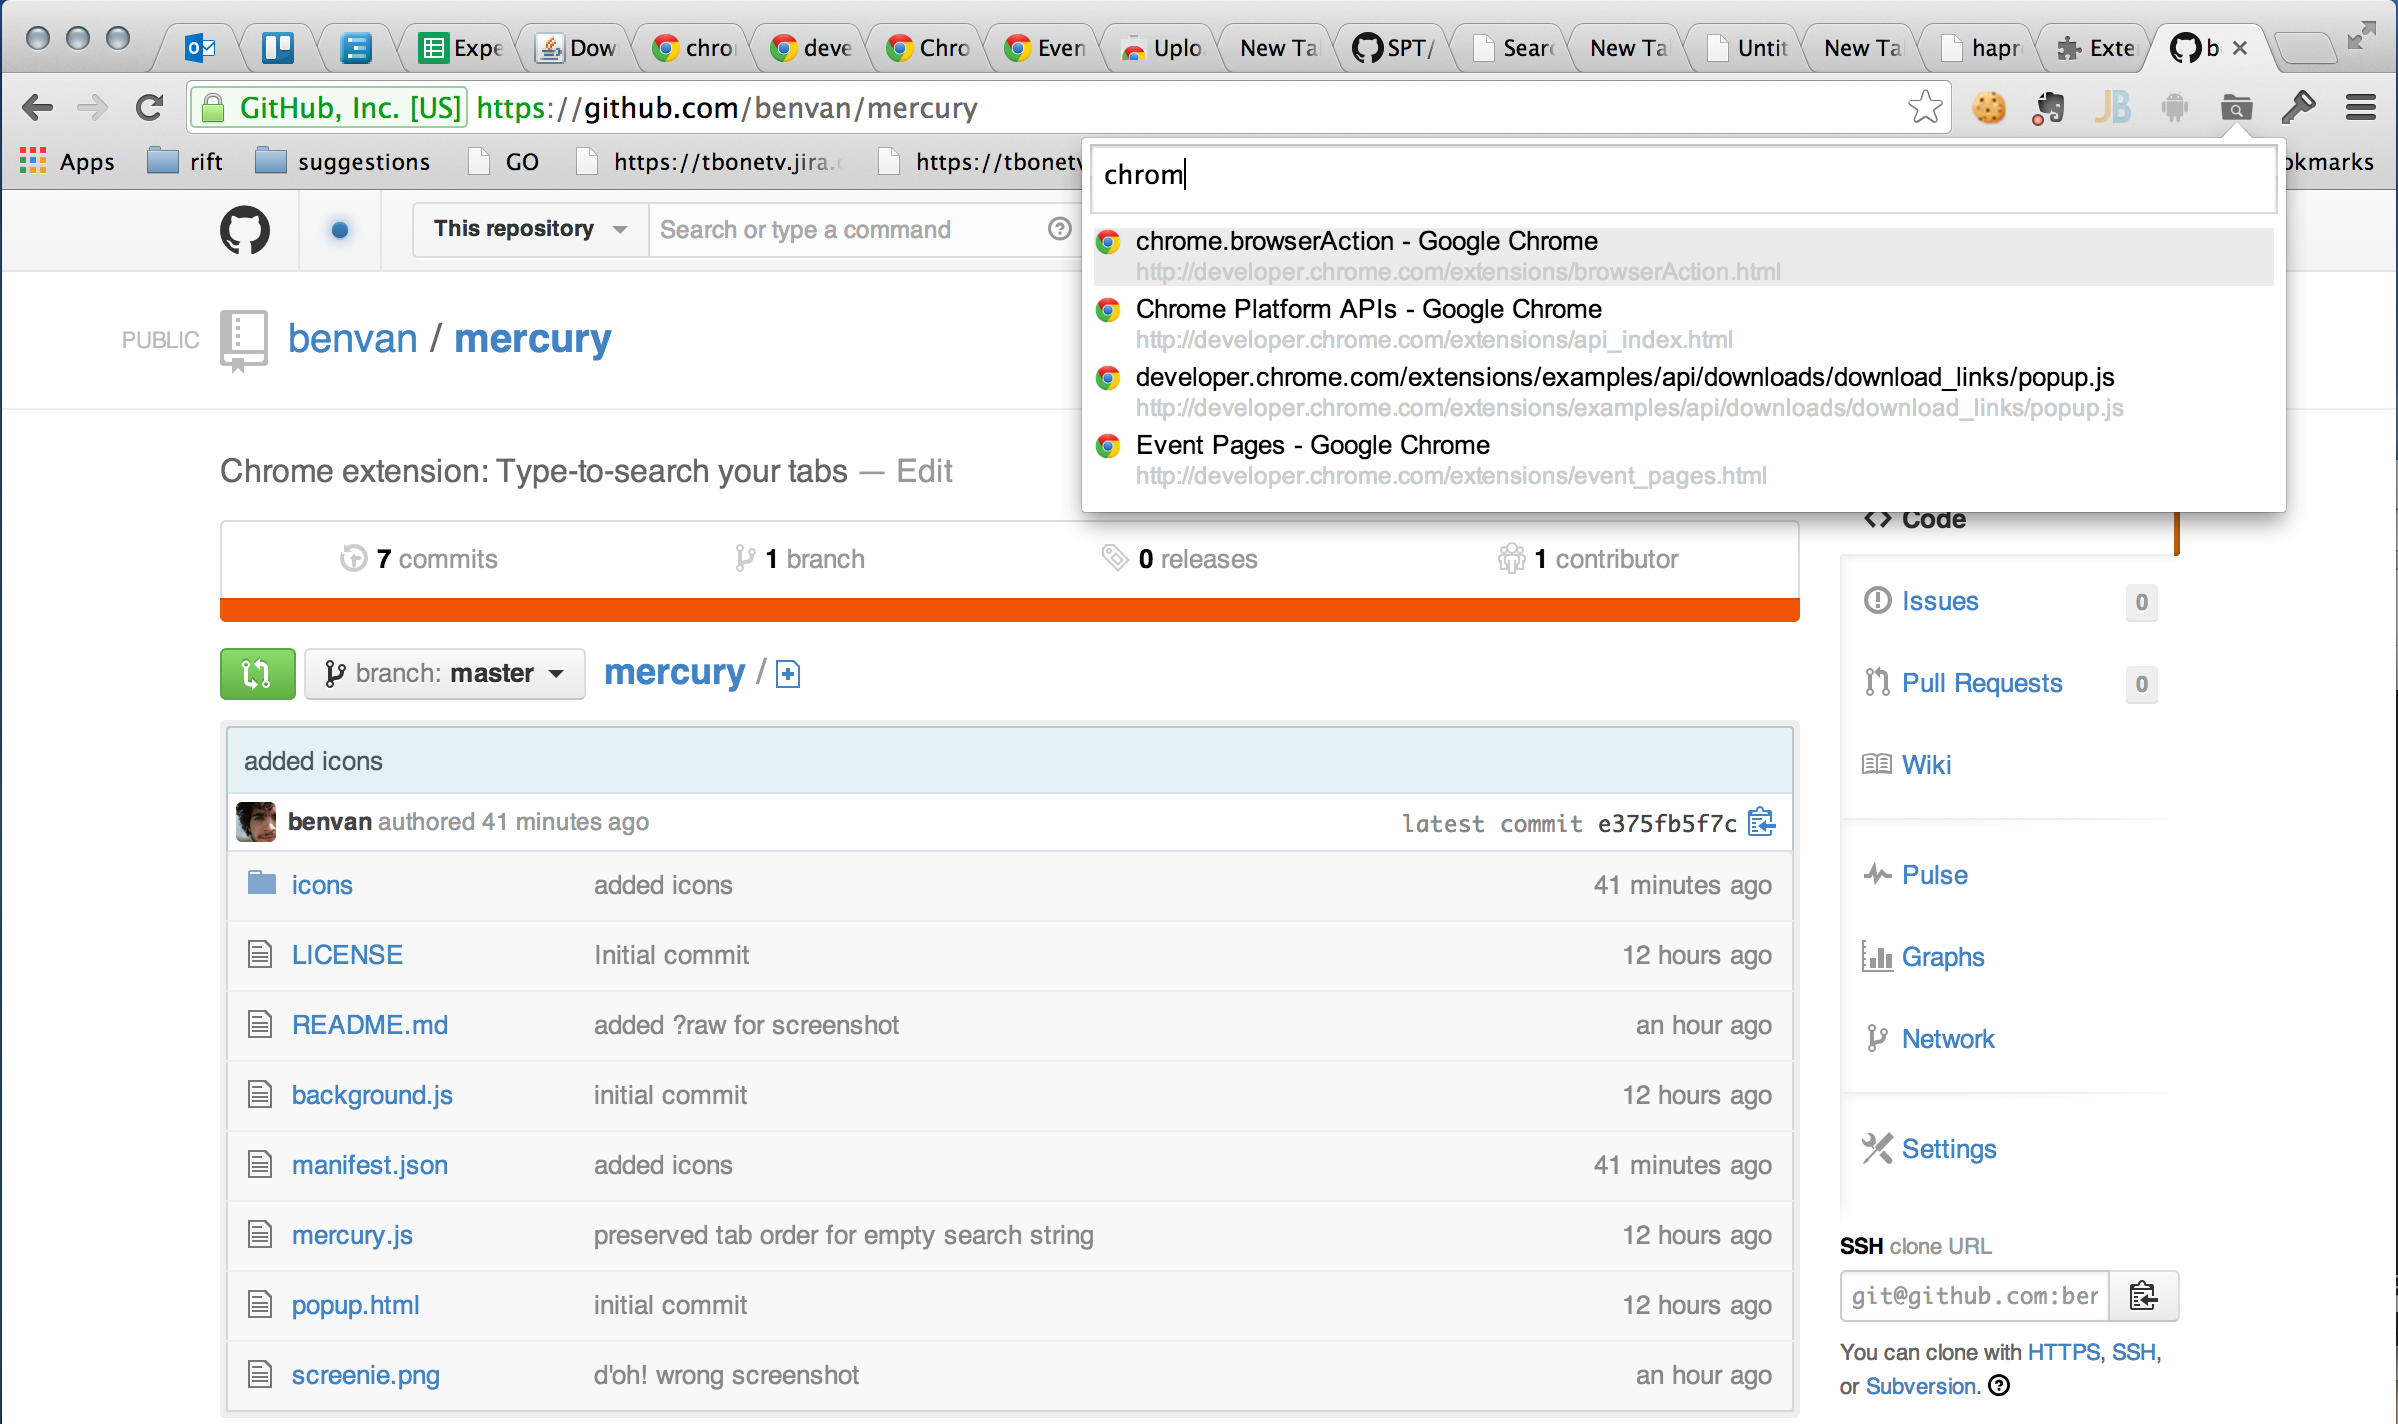 Expe
Dow
chro
deve
Chro
Even
Uplo
New Ta
SPT/
Sear
New Ta
Untit
New Ta
hapr
Exte
b
GitHub, Inc. [US] https://github.com/benvan/mercury
JB
Apps rift suggestions GO https://tbonetv.jira. https://tbonetv okmarks
chrom
chrome.browserAction - Google Chrome
http://developer.chrome.com/extensions/browserAction.html
Chrome Platform APIs - Google Chrome
http://developer.chrome.com/extensions/api_index.html
developer.chrome.com/extensions/examples/api/downloads/download_links/popup.js
http://developer.chrome.com/extensions/examples/api/downloads/download_links/popup.js
Event Pages - Google Chrome
http://developer.chrome.com/extensions/event_pages.html
This repository Search or type a command
PUBLIC benvan / mercury
Chrome extension: Type-to-search your tabs — Edit
7 commits 1 branch 0 releases 1 contributor
branch: master mercury /
added icons
benvan authored 41 minutes ago latest commit e375fb5f7c
icons added icons 41 minutes ago
LICENSE Initial commit 12 hours ago
README.md added ?raw for screenshot an hour ago
background.js initial commit 12 hours ago
manifest.json added icons 41 minutes ago
mercury.js preserved tab order for empty search string 12 hours ago
popup.html initial commit 12 hours ago
screenie.png d'oh! wrong screenshot an hour ago
Code
Issues 0
Pull Requests 0
Wiki
Pulse
Graphs
Network
Settings
SSH clone URL
git@github.com:ber
You can clone with HTTPS, SSH,
or Subversion.